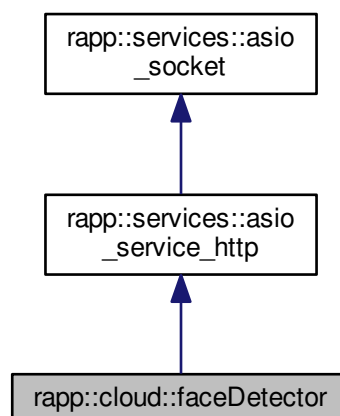 rapp::services::asio
_socket
rapp::services::asio
_service_http
rapp::cloud::faceDetector